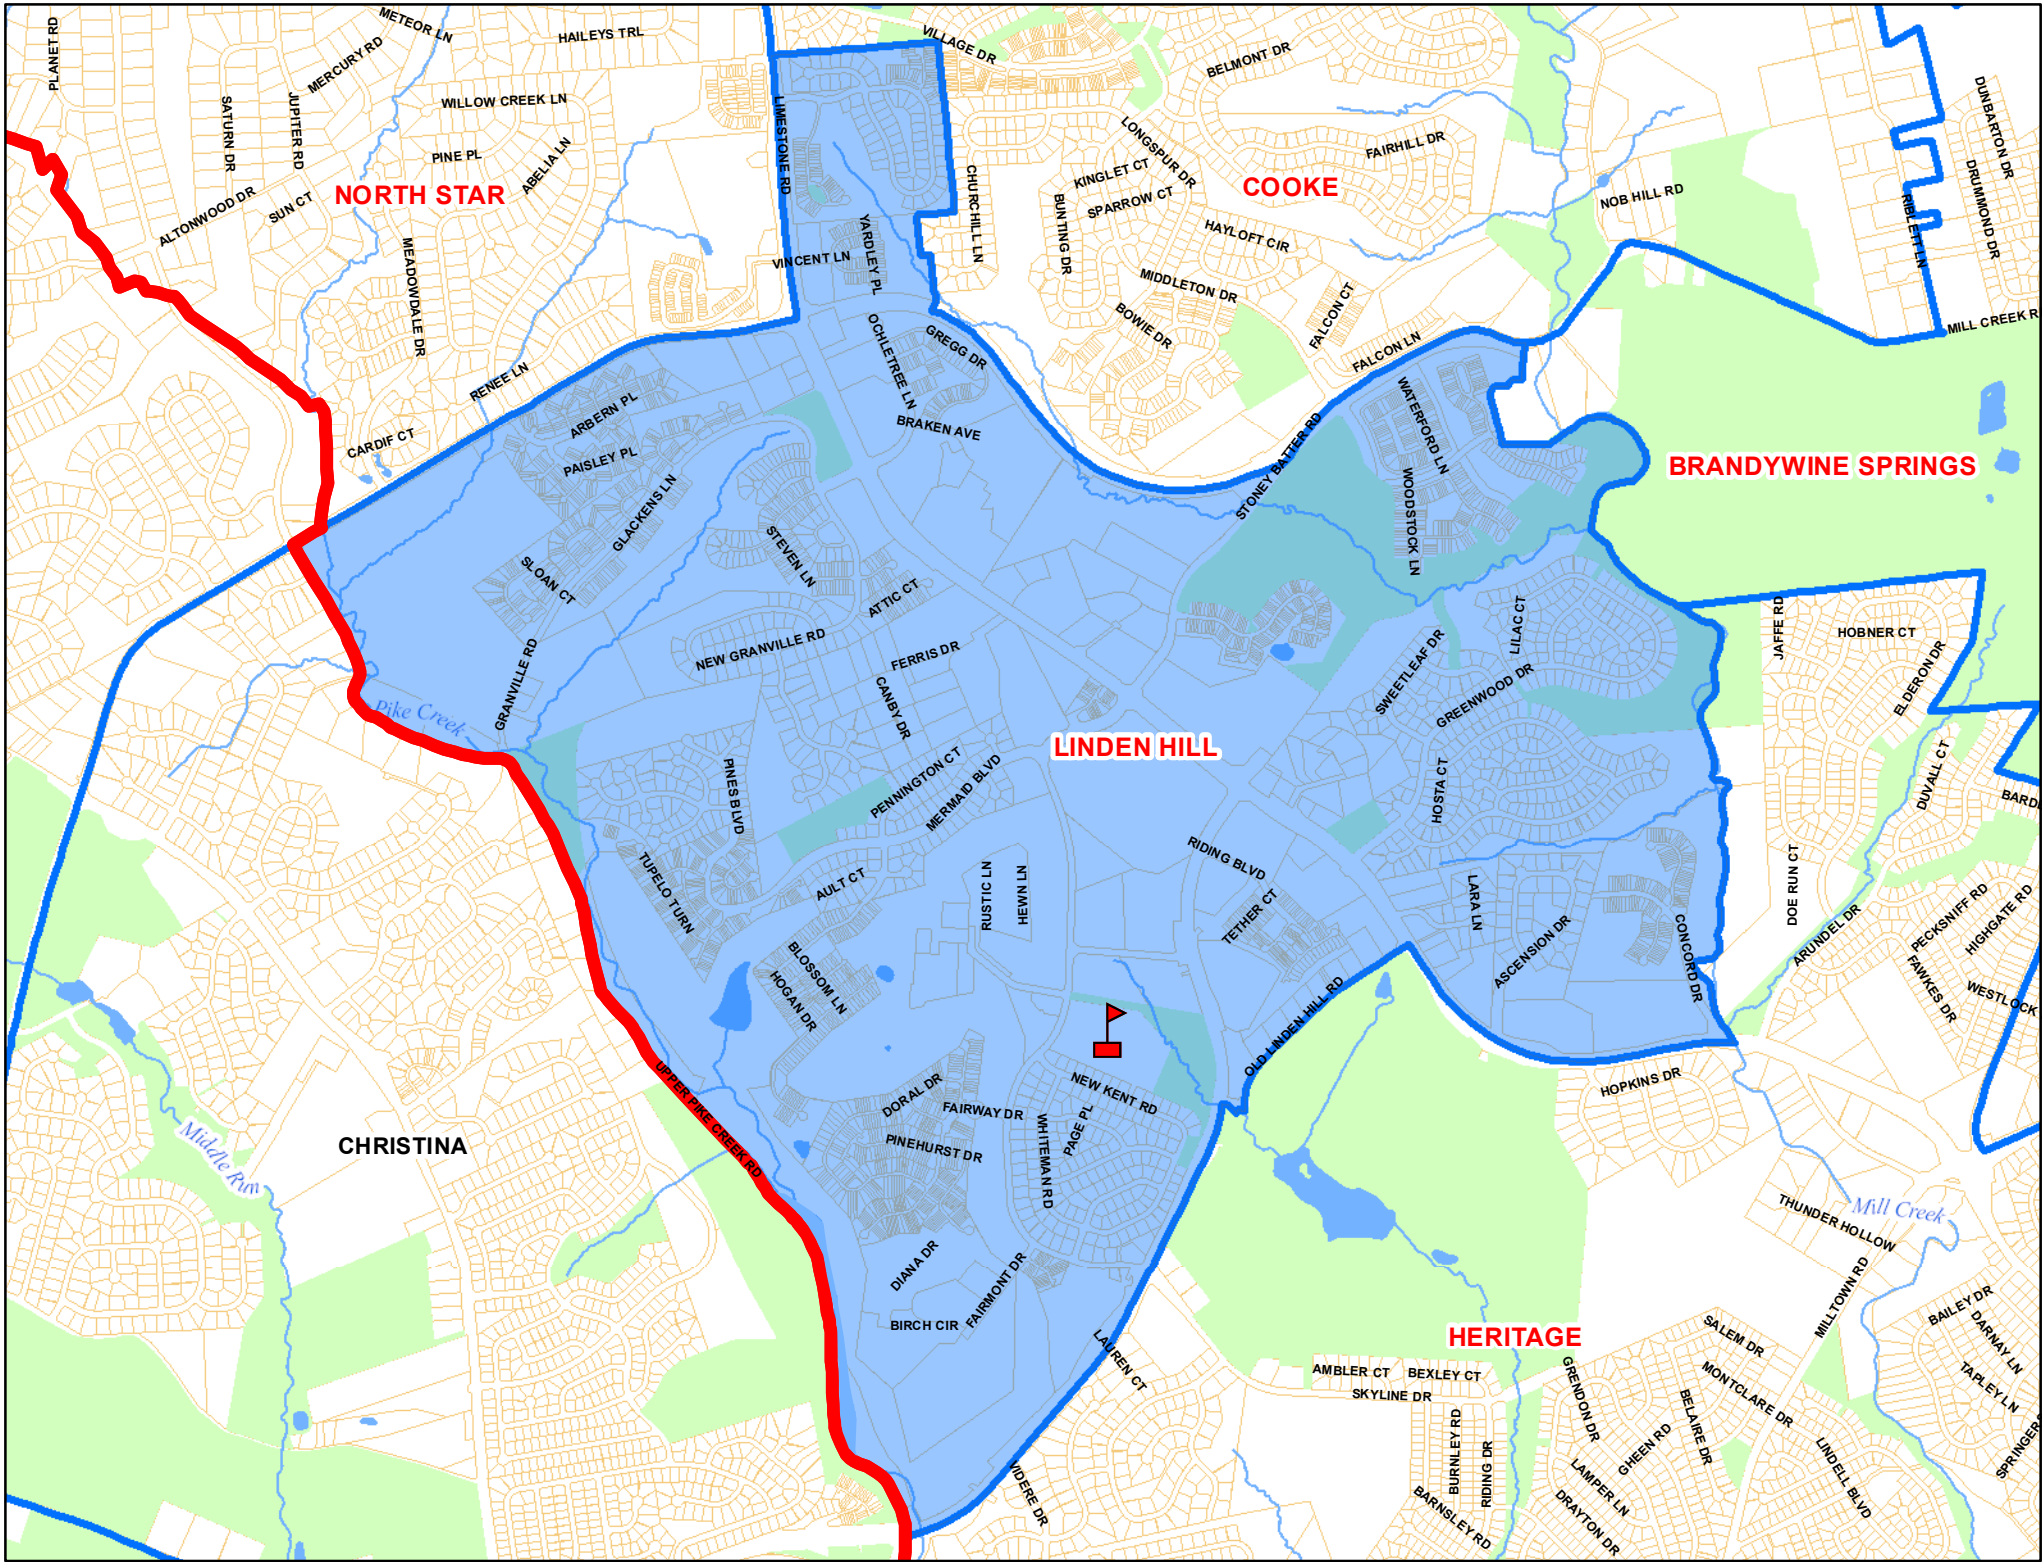 PLANET RD
METEOR LN
MERCURY RD
HAILEYS TRL
SATURN DR
JUPITER RD
WILLOW CREEK LN
PINE PL
ABELIA LN
NORTH STAR
ALTONWOOD DR
SUN CT
MEADOWDALE DR
RENEE LN
CARDIF CT
LIMESTONE RD
VILLAGE DR
BELMONT DR
LONGSPUR DR
FAIRHILL DR
KINGLET CT
COOKE
SPARROW CT
CHURCHILL LN
BUNTING DR
HAYLOFT CIR
NOB HILL RD
DUNBARTON DR
DRUMMOND DR
RIBLETT LN
YARDLEY PL
VINCENT LN
MIDDLETON DR
BOWIE DR
FALCON CT
FALCON LN
MILL CREEK R
OCHLETREE LN
GREGG DR
BRAKEN AVE
ARBERN PL
PAISLEY PL
GLACKENS LN
SLOAN CT
STEVEN LN
ATTIC CT
STONEY BATTER RD
WATERFORD LN
WOODSTOCK LN
BRANDYWINE SPRINGS
NEW GRANVILLE RD
FERRIS DR
CANBY DR
GRANVILLE RD
Pike Creek
LILAC CT
SWEETLEAF DR
GREENWOOD DR
JAFFE RD
HOBNER CT
ELDERON DR
LINDEN HILL
PENNINGTON CT
MERMAID BLVD
PINES BLVD
HOSTA CT
DUVALL CT
BARD
TUPELO TURN
AULT CT
RUSTIC LN
HEWN LN
RIDING BLVD
TETHER CT
LARA LN
ASCENSION DR
CONCORD DR
DOE RUN CT
ARUNDEL DR
PECKSNIFF RD
HIGHGATE RD
FAWKES DR
WESTLOCK
BLOSSOM LN
HOGAN DR
OLD LINDEN HILL RD
UPPER PIKE CREEK RD
DORAL DR
FAIRWAY DR
PINEHURST DR
NEW KENT RD
PAGE PL
WHITEMAN RD
HOPKINS DR
CHRISTINA
Middle Run
Mill Creek
THUNDER HOLLOW
MILLTOWN RD
DIANA DR
FAIRMONT DR
BIRCH CIR
LAUREN CT
VIDERE DR
HERITAGE
AMBLER CT
BEXLEY CT
SKYLINE DR
BURNLEY RD
RIDING DR
BARNSLEY RD
GRENDON DR
GHEEN RD
LAMPER LN
DRAYTON DR
SALEM DR
MONTCLARE DR
BELAIRE DR
LINDELL BLVD
BAILEY DR
DARNAY LN
TAPLEY LN
SPRINGER